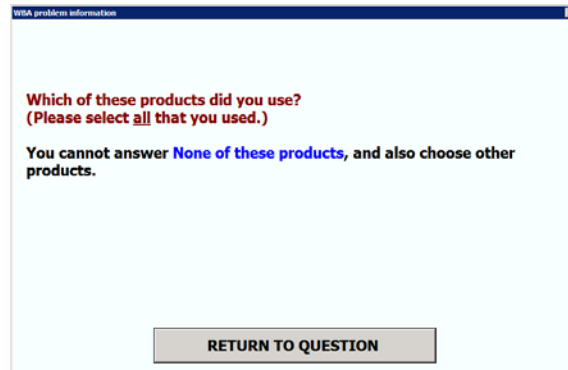 WBA problem information
Which of these products did you use?
(Please select all that you used.)
You cannot answer None of these products, and also choose other
products.
RETURN TO QUESTION